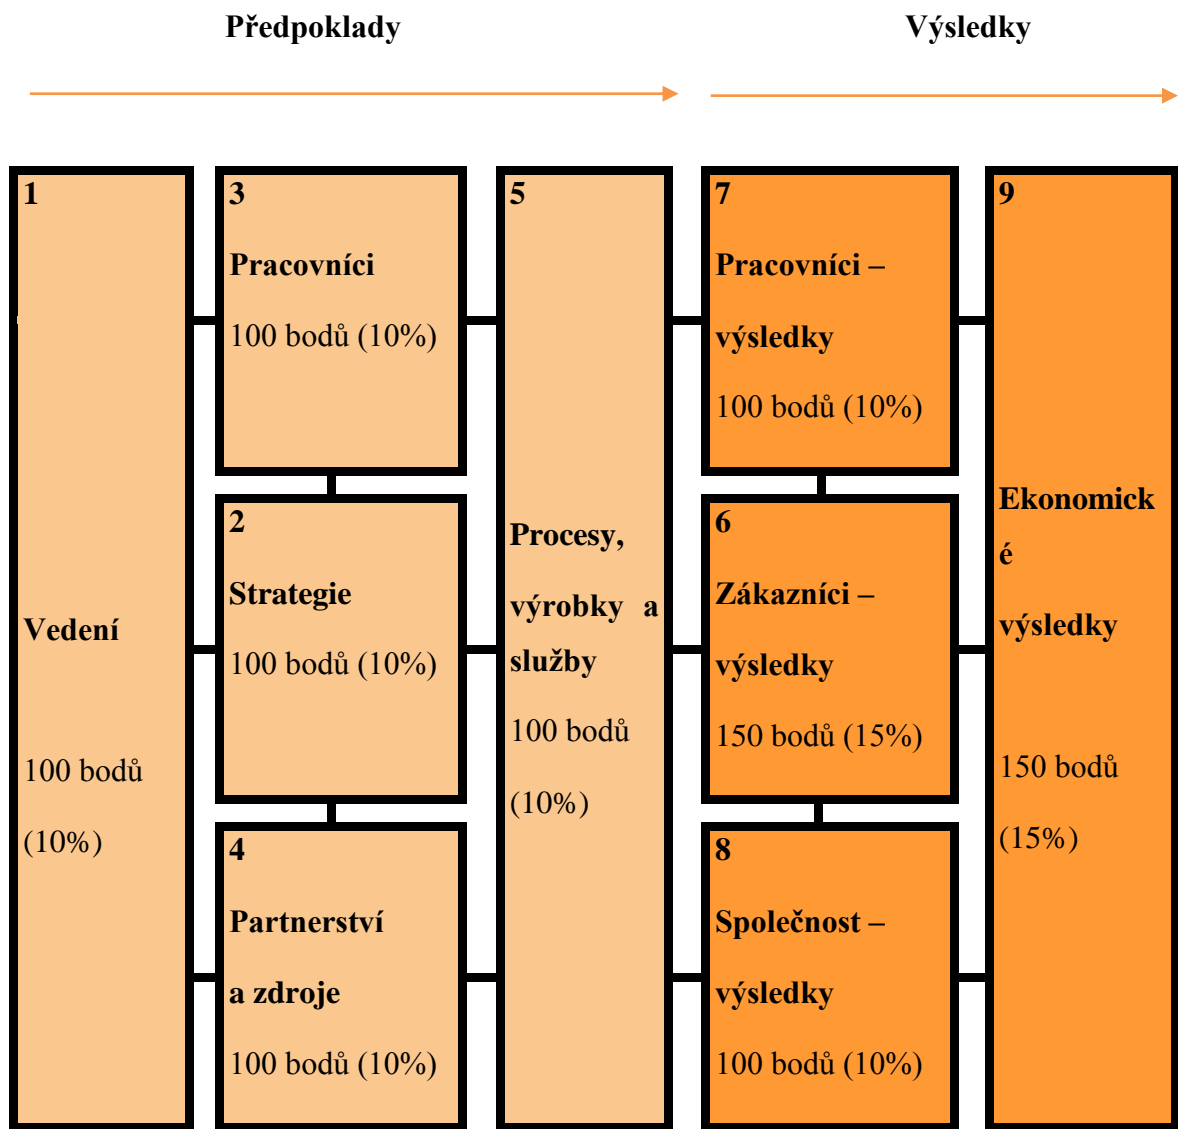 Předpoklady
Výsledky
1
Vedení
100 bodů
(10%)
3
Pracovníci
100 bodů (10%)
2
Strategie
100 bodů (10%)
4
Partnerství
a zdroje
100 bodů (10%)
5
Procesy,
výrobky a
služby
100 bodů
(10%)
7
Pracovníci –
výsledky
100 bodů (10%)
6
Zákazníci –
výsledky
150 bodů (15%)
8
Společnost –
výsledky
100 bodů (10%)
9
Ekonomick
é
výsledky
150 bodů
(15%)